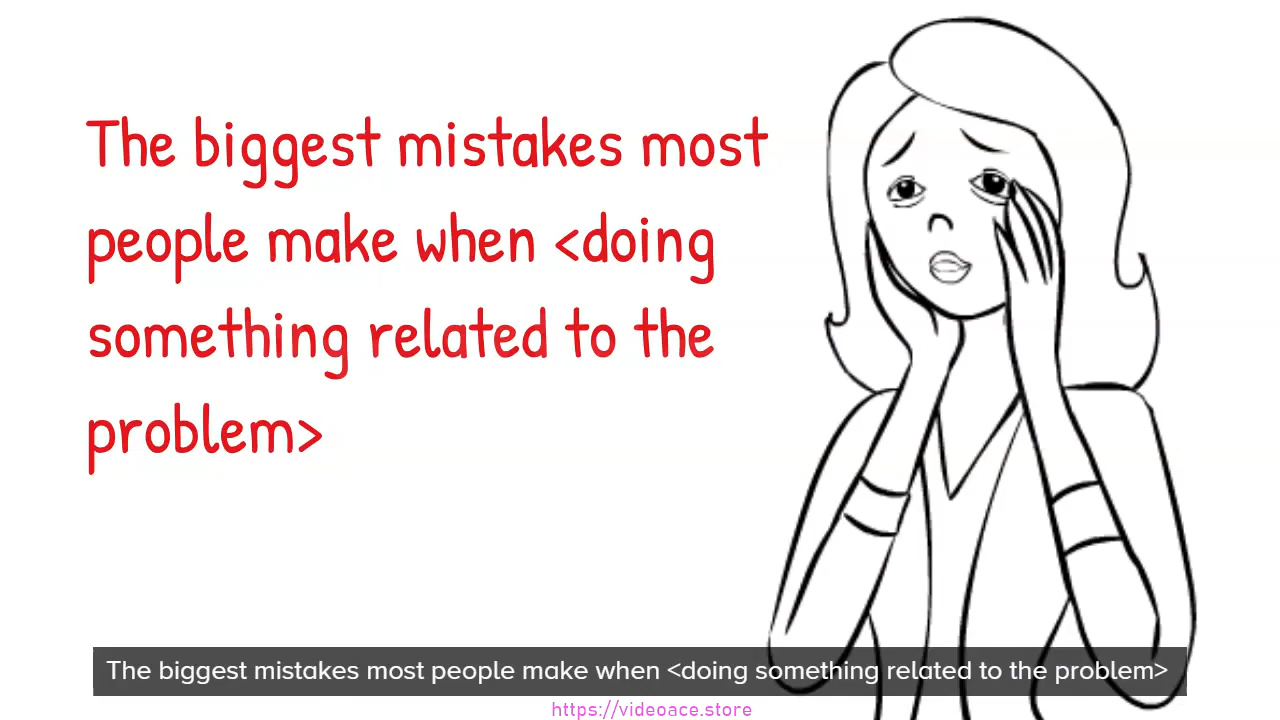 The biggest mistakes most
people make when <doing
something related to the
problem>
The biggest mistakes most people make when <doing something related to the problem>
https://videoace.store